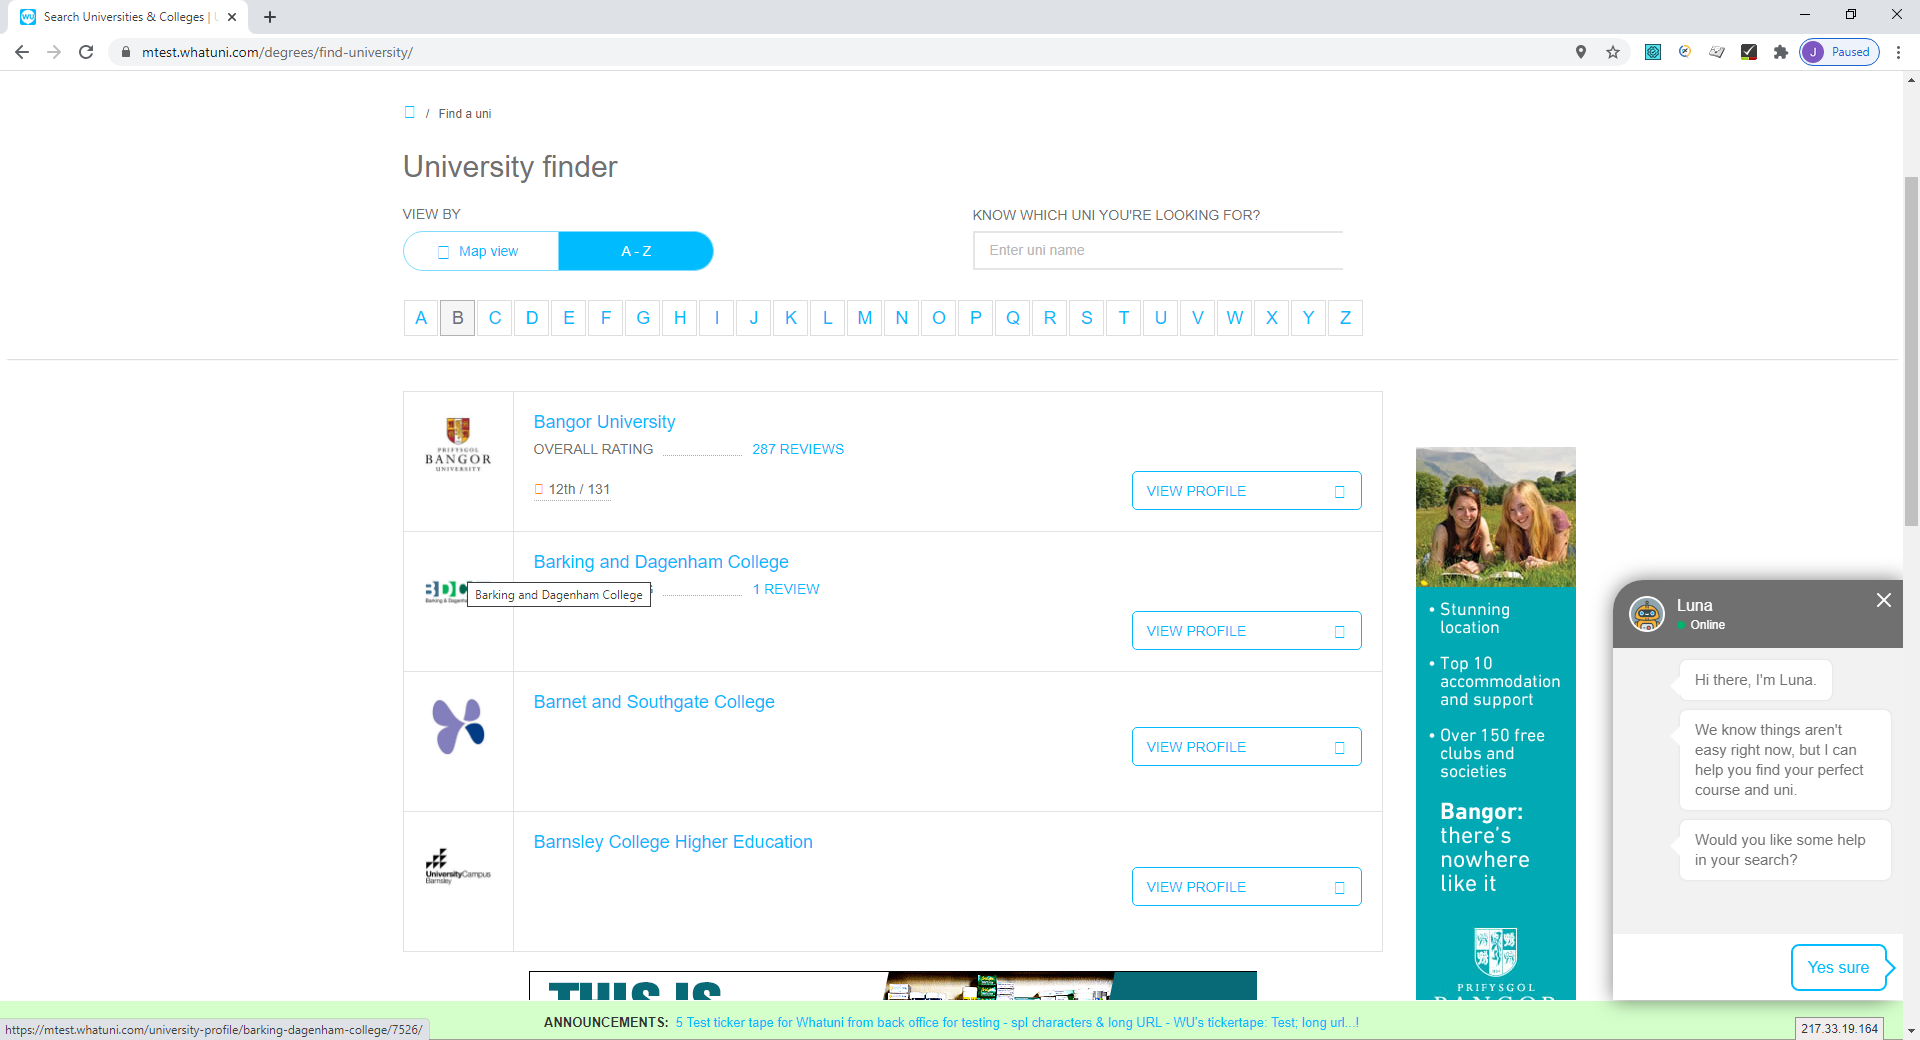 Search Universities & Colleges |
mtest.whatuni.com/degrees/find-university/
J Paused
/ Find a uni
University finder
VIEW BY
KNOW WHICH UNI YOU'RE LOOKING FOR?
Map view
A - Z
Enter uni name
A B C D E F G H I J K L M N O P Q R S T U V W X Y Z
PRIFYSGOL
BANGOR
UNIVERSITY
Bangor University
OVERALL RATING 287 REVIEWS
12th / 131
VIEW PROFILE
Barking and Dagenham College
Barking and Dagenham College
1 REVIEW
VIEW PROFILE
Barnet and Southgate College
VIEW PROFILE
UniversityCampus
Barnsley
Barnsley College Higher Education
VIEW PROFILE
• Stunning
location
• Top 10
accommodation
and support
• Over 150 free
clubs and
societies
Bangor:
there's
nowhere
like it
PRIFYSGOL
BANGOR
Luna
Online
Hi there, I'm Luna.
We know things aren't
easy right now, but I can
help you find your perfect
course and uni.
Would you like some help
in your search?
Yes sure
THIS IS
ANNOUNCEMENTS: 5 Test ticker tape for Whatuni from back office for testing - spl characters & long URL - WU's tickertape: Test; long url...!
https://mtest.whatuni.com/university-profile/barking-dagenham-college/7526/
217.33.19.164